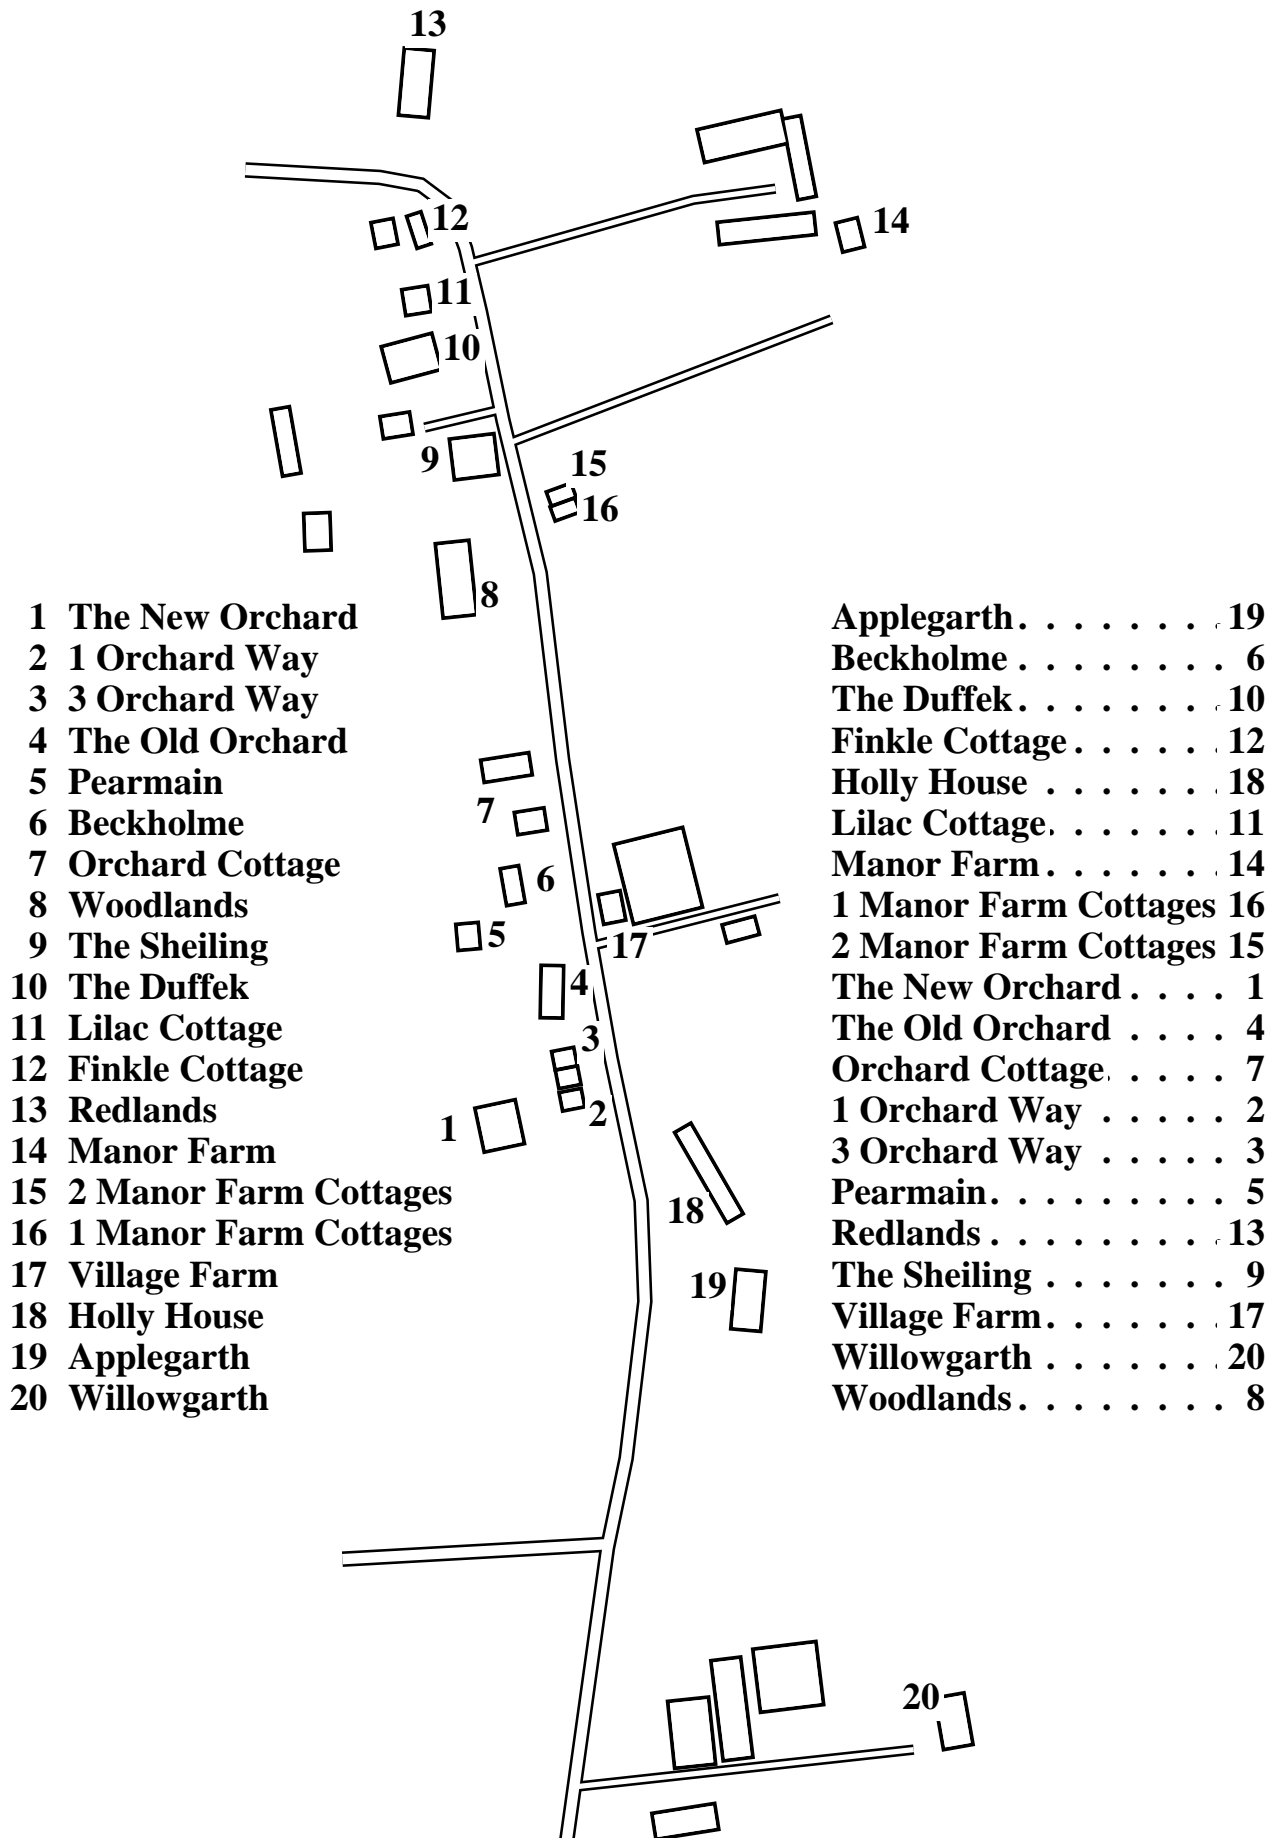 13
12
14
11
10
9
15
16
8
1 The New Orchard
2 1 Orchard Way
3 3 Orchard Way
4 The Old Orchard
5 Pearmain
6 Beckholme
7 Orchard Cottage
8 Woodlands
9 The Sheiling
10 The Duffek
11 Lilac Cottage
12 Finkle Cottage
13 Redlands
14 Manor Farm
15 2 Manor Farm Cottages
16 1 Manor Farm Cottages
17 Village Farm
18 Holly House
19 Applegarth
20 Willowgarth
7
6
5
17
4
3
2
1
18
19
Applegarth . . . . . . . . 19
Beckholme . . . . . . . . 6
The Duffek . . . . . . . . 10
Finkle Cottage . . . . . . 12
Holly House . . . . . . . 18
Lilac Cottage . . . . . . . 11
Manor Farm . . . . . . . 14
1 Manor Farm Cottages 16
2 Manor Farm Cottages 15
The New Orchard . . . . 1
The Old Orchard . . . . 4
Orchard Cottage . . . . . 7
1 Orchard Way . . . . . 2
3 Orchard Way . . . . . 3
Pearmain . . . . . . . . . 5
Redlands . . . . . . . . . 13
The Sheiling . . . . . . . 9
Village Farm . . . . . . . 17
Willowgarth . . . . . . . 20
Woodlands . . . . . . . . 8
20